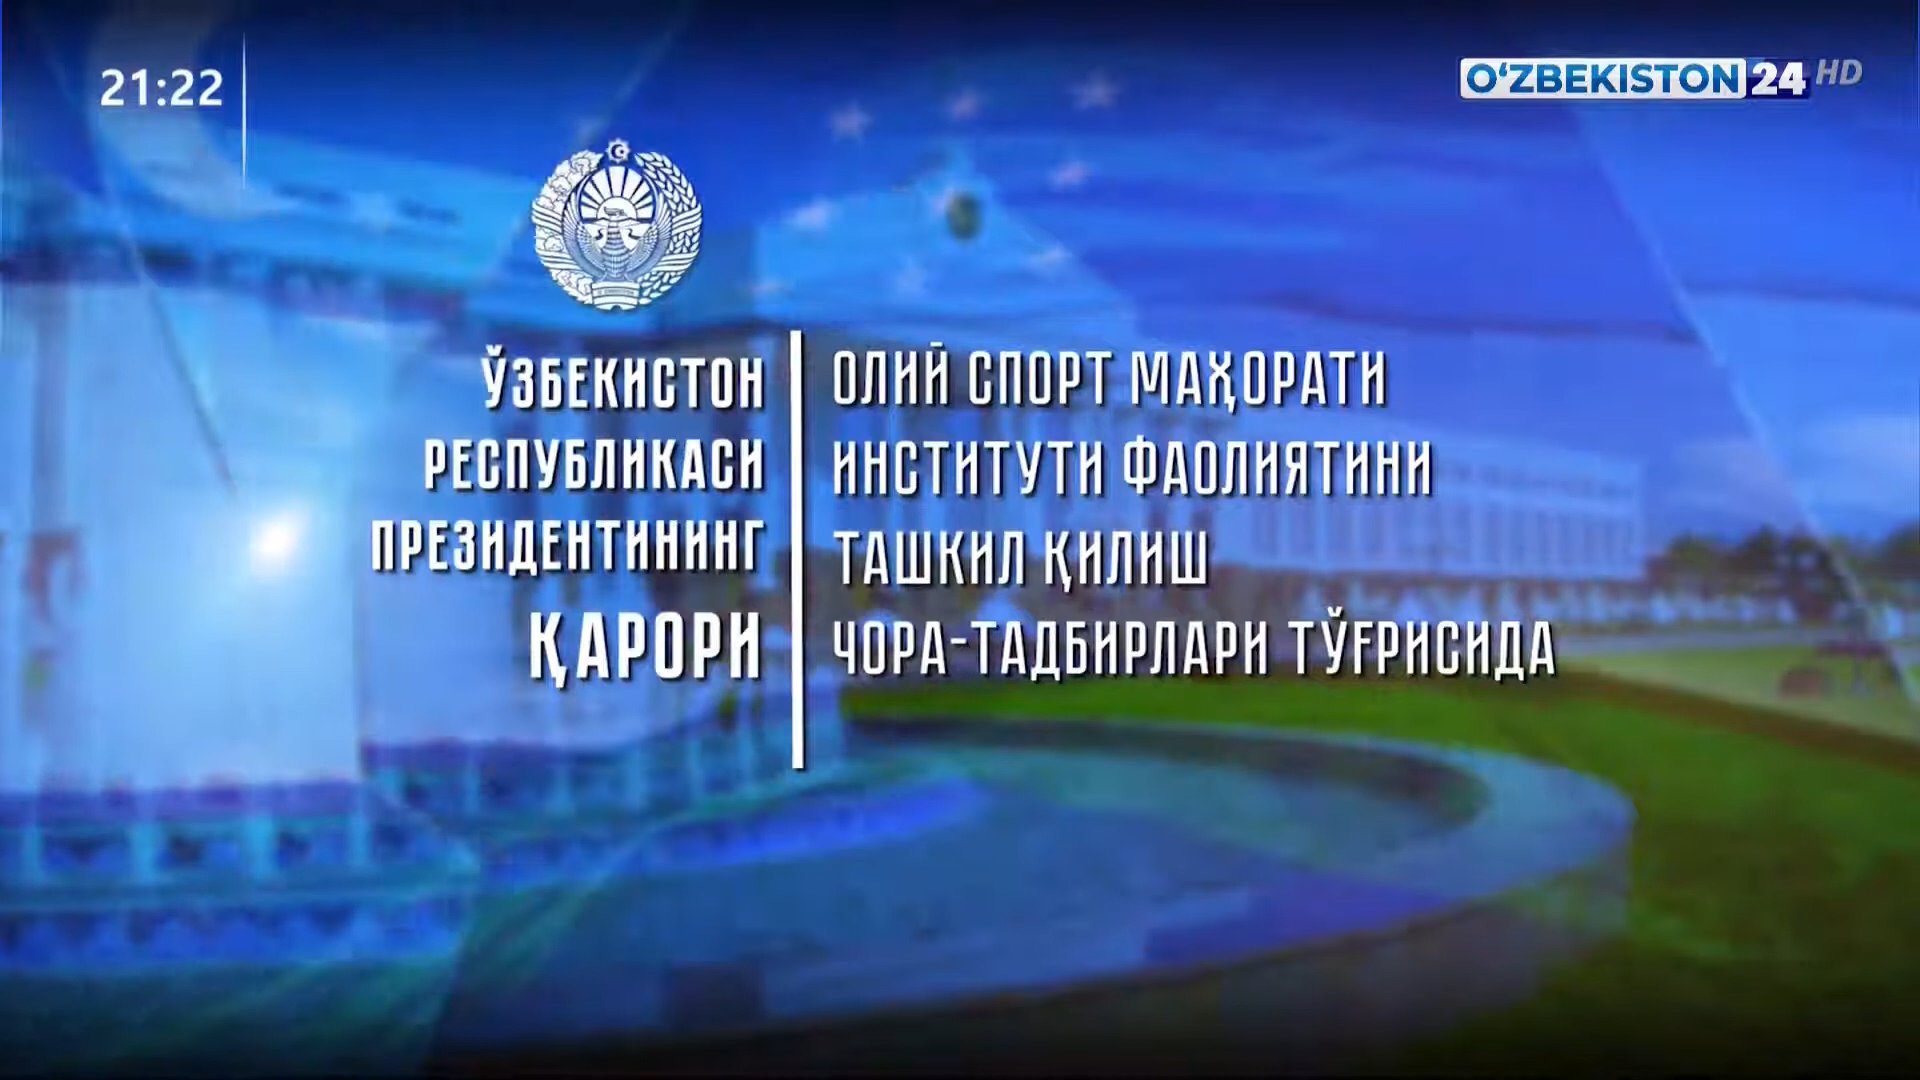 21:22
O‘ZBEKISTON 24 HD
ЎЗБЕКИСТОН
РЕСПУБЛИКАСИ
ПРЕЗИДЕНТИНИНГ
ҚАРОРИ
ОЛИЙ СПОРТ МАҲОРАТИ
ИНСТИТУТИ ФАОЛИЯТИНИ
ТАШКИЛ ҚИЛИШ
ЧОРА-ТАДБИРЛАРИ ТЎҒРИСИДА